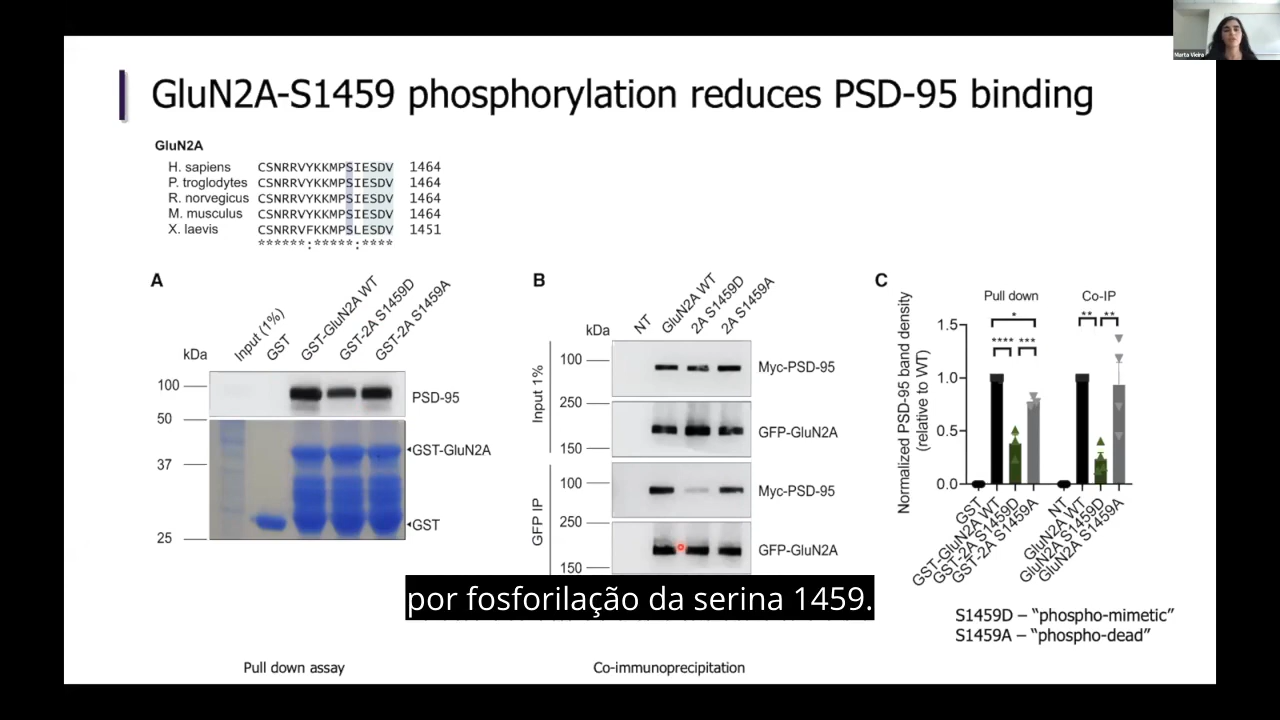 Marta Vieira
GluN2A-S1459 phosphorylation reduces PSD-95 binding
GluN2A
H. sapiens CSNRRVYKKMPSIESDV 1464
P. troglodytes CSNRRVYKKMPSIESDV 1464
R. norvegicus CSNRRVYKKMPSIESDV 1464
M. musculus CSNRRVYKKMPSIESDV 1464
X. laevis CSNRRVFKKMPSLESDV 1451
******:*****:****
A
kDa
Input (1%)
GST
GST-GluN2A WT
GST-2A S1459D
GST-2A S1459A
100
50
37
25
PSD-95
GST-GluN2A
GST
Pull down assay
B
kDa
NT
GluN2A WT
2A S1459D
2A S1459A
Input 1%
100
Myc-PSD-95
250
GFP-GluN2A
150
GFP IP
100
Myc-PSD-95
250
GFP-GluN2A
150
Co-immunoprecipitation
C
Normalized PSD-95 band density
(relative to WT)
Pull down
Co-IP
*
**** ***
** **
1.5
1.0
0.5
0.0
GST
GST-GluN2A WT
GST-2A S1459D
GST-2A S1459A
NT
GluN2A WT
GluN2A S1459D
GluN2A S1459A
S1459D – “phospho-mimetic”
S1459A – “phospho-dead”
por fosforilação da serina 1459.